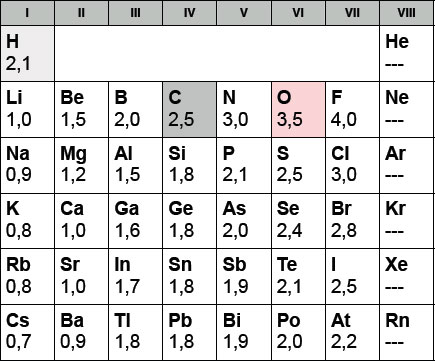 I II III IV V VI VII VIII
H He
2,1 ---
Li Be B C N O F Ne
1,0 1,5 2,0 2,5 3,0 3,5 4,0 ---
Na Mg Al Si P S Cl Ar
0,9 1,2 1,5 1,8 2,1 2,5 3,0 ---
K Ca Ga Ge As Se Br Kr
0,8 1,0 1,6 1,8 2,0 2,4 2,8 ---
Rb Sr In Sn Sb Te I Xe
0,8 1,0 1,7 1,8 1,9 2,1 2,5 ---
Cs Ba Tl Pb Bi Po At Rn
0,7 0,9 1,8 1,8 1,9 2,0 2,2 ---